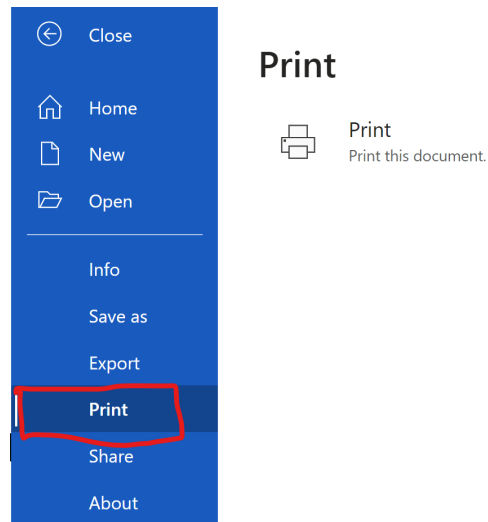 Close
Home
New
Open
Info
Save as
Export
Print
Share
About
Print
Print
Print this document.